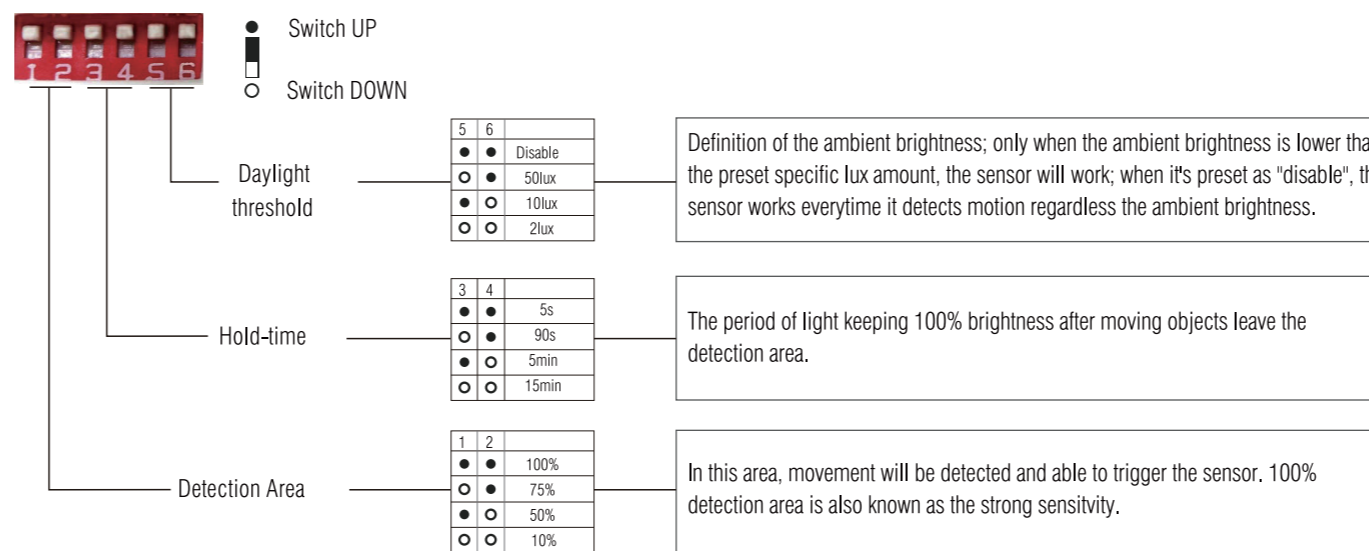 1 2 3 4 5 6
● Switch UP
○ Switch DOWN
Daylight
threshold
5 6
● ● Disable
○ ● 50lux
● ○ 10lux
○ ○ 2lux
Definition of the ambient brightness; only when the ambient brightness is lower tha
the preset specific lux amount, the sensor will work; when it's preset as "disable", th
sensor works everytime it detects motion regardless the ambient brightness.
Hold-time
3 4
● ● 5s
○ ● 90s
● ○ 5min
○ ○ 15min
The period of light keeping 100% brightness after moving objects leave the
detection area.
Detection Area
1 2
● ● 100%
○ ● 75%
● ○ 50%
○ ○ 10%
In this area, movement will be detected and able to trigger the sensor. 100%
detection area is also known as the strong sensitvity.